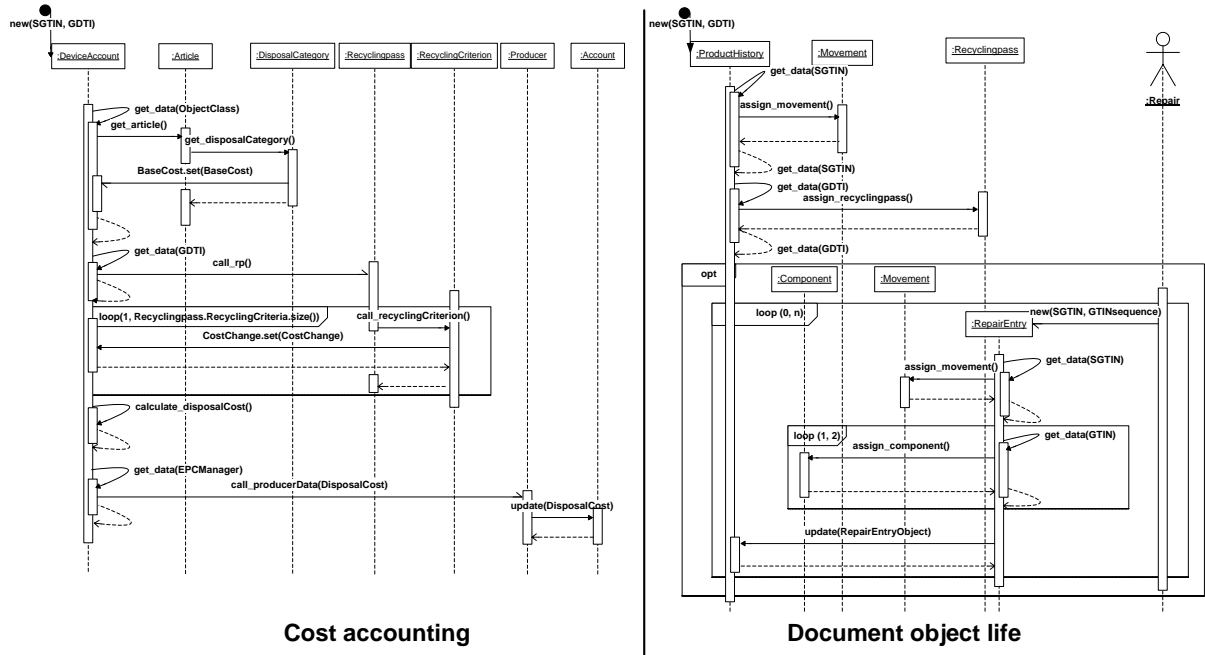 new(SGTIN, GDTI)
:DeviceAccount
:Article
:DisposalCategory
:Recyclingpass
:RecyclingCriterion
:Producer
:Account
get_data(ObjectClass)
get_article()
get_disposalCategory()
BaseCost.set(BaseCost)
get_data(GDTI)
call_rp()
loop(1, Recyclingpass.RecyclingCriteria.size())
call_recyclingCriterion()
CostChange.set(CostChange)
calculate_disposalCost()
get_data(EPCManager)
call_producerData(DisposalCost)
update(DisposalCost)
Cost accounting
new(SGTIN, GDTI)
:ProductHistory
:Movement
:Recyclingpass
:Repair
get_data(SGTIN)
assign_movement()
get_data(SGTIN)
get_data(GDTI)
assign_recyclingpass()
get_data(GDTI)
opt
:Component
:Movement
loop (0, n)
new(SGTIN, GTINsequence)
:RepairEntry
get_data(SGTIN)
assign_movement()
loop (1, 2)
get_data(GTIN)
assign_component()
update(RepairEntryObject)
Document object life